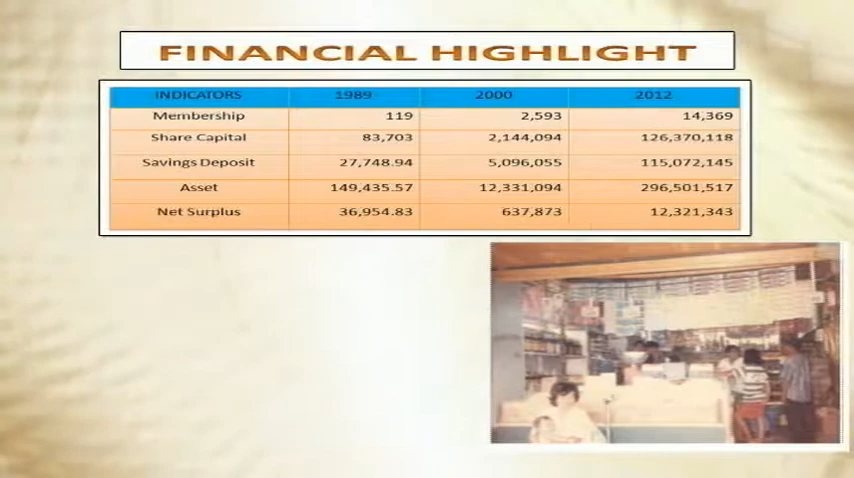 FINANCIAL HIGHLIGHT
INDICATORS 1989 2000 2012
Membership 119 2,593 14,369
Share Capital 83,703 2,144,094 126,370,118
Savings Deposit 27,748.94 5,096,055 115,072,145
Asset 149,435.57 12,331,094 296,501,517
Net Surplus 36,954.83 637,873 12,321,343